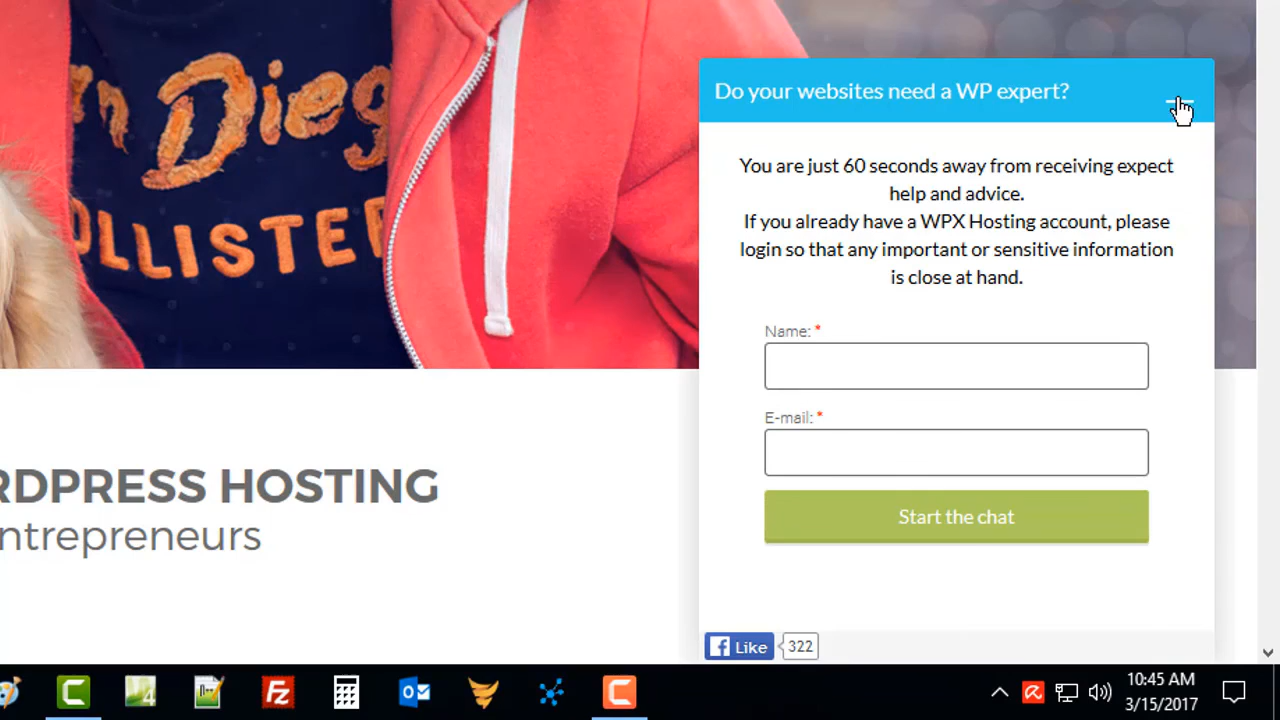 Die
OLLISTER
Do your websites need a WP expert?
You are just 60 seconds away from receiving expect
help and advice.
If you already have a WPX Hosting account, please
login so that any important or sensitive information
is close at hand.
Name: *
E-mail: *
Start the chat
RDPRESS HOSTING
ntrepreneurs
Like 322
10:45 AM
3/15/2017